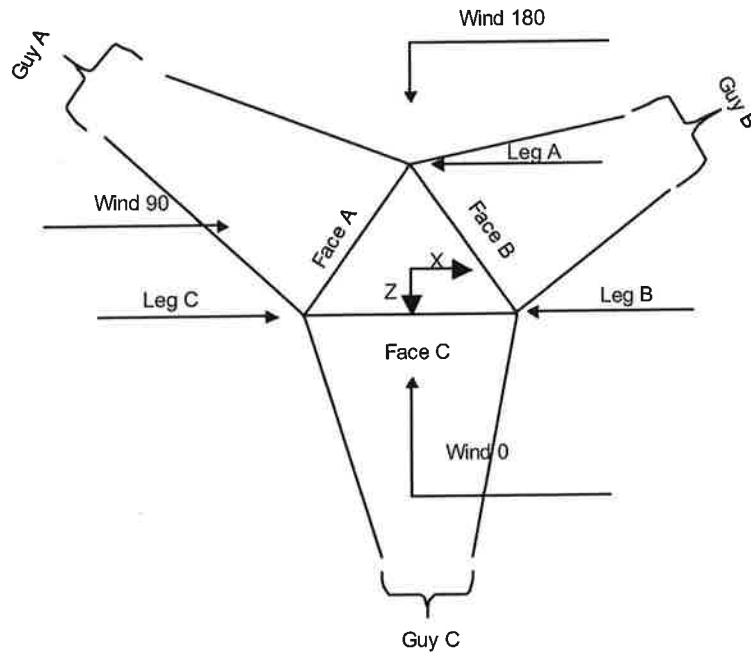 Wind 180
Guy A
Guy B
Leg A
Wind 90
Face A
Face B
X
Z
Leg C
Leg B
Face C
Wind 0
Guy C